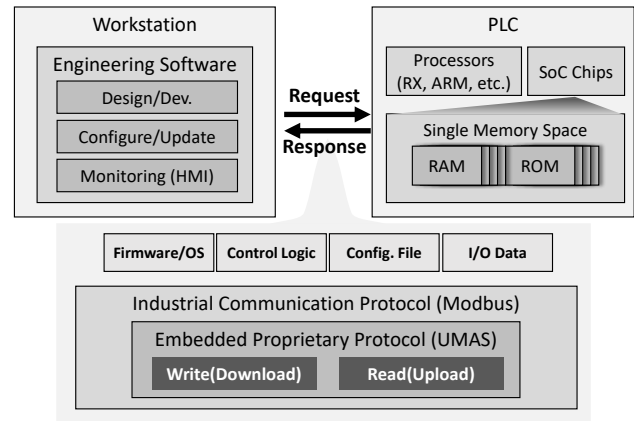 Workstation
Engineering Software
Design/Dev.
Configure/Update
Monitoring (HMI)
Request
Response
PLC
Processors
(RX, ARM, etc.)
SoC Chips
Single Memory Space
RAM
ROM
Firmware/OS
Control Logic
Config. File
I/O Data
Industrial Communication Protocol (Modbus)
Embedded Proprietary Protocol (UMAS)
Write(Download)
Read(Upload)